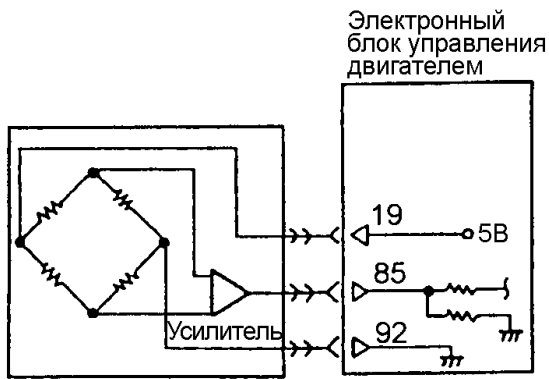 Электронный
блок управления
двигателем
19
5В
85
Усилитель
92